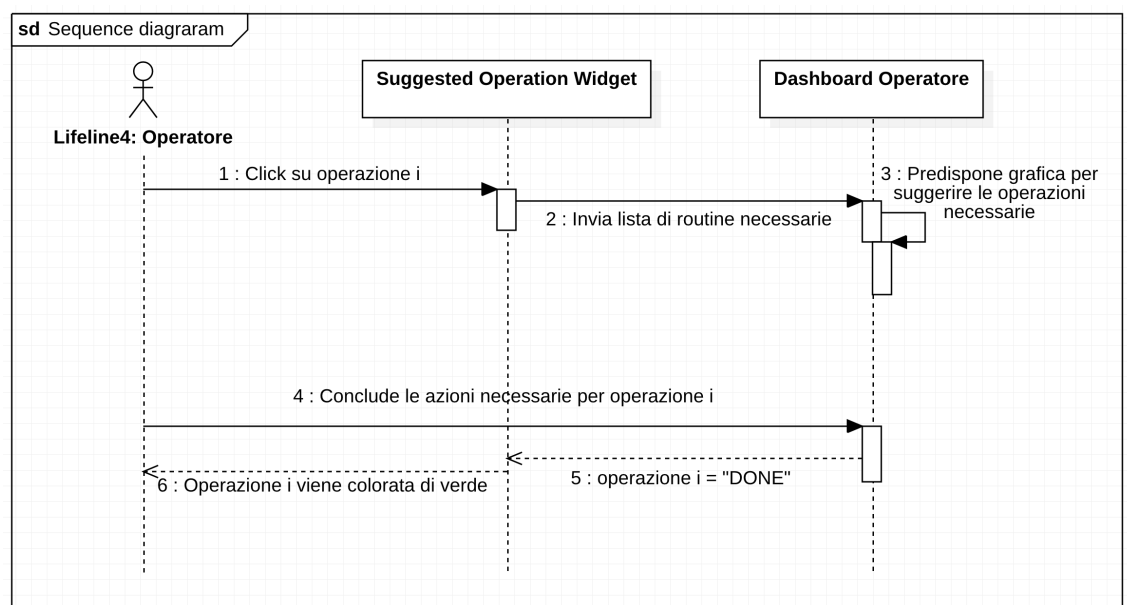 sd Sequence diagraram
Suggested Operation Widget
Dashboard Operatore
Lifeline4: Operatore
1 : Click su operazione i
3 : Predispone grafica per
suggerire le operazioni
necessarie
2 : Invia lista di routine necessarie
4 : Conclude le azioni necessarie per operazione i
5 : operazione i = "DONE"
6 : Operazione i viene colorata di verde